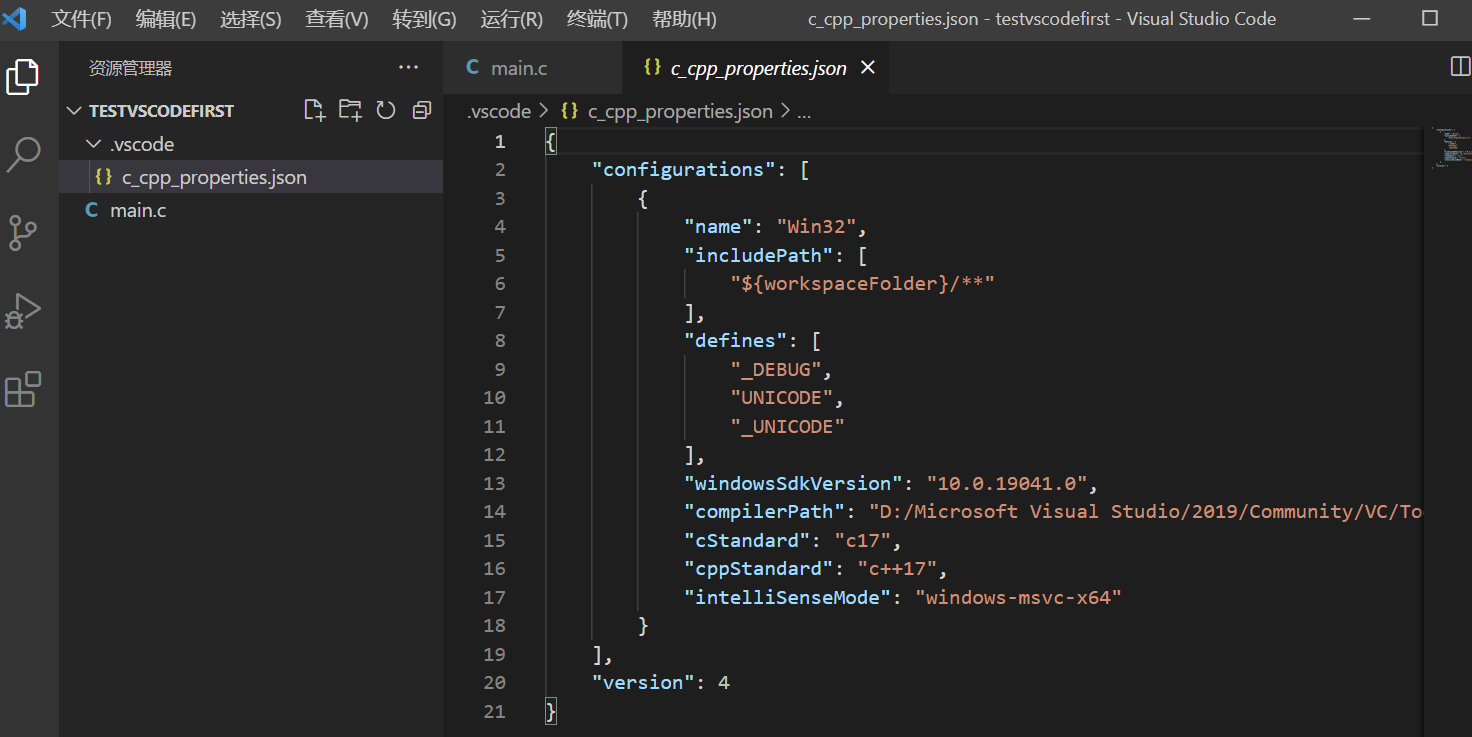 文件(F) 编辑(E) 选择(S) 查看(V) 转到(G) 运行(R) 终端(T) 帮助(H) c_cpp_properties.json - testvscodefirst - Visual Studio Code
资源管理器
TESTVSCODEFIRST
.vscode
c_cpp_properties.json
C main.c
C main.c {} c_cpp_properties.json
.vscode > {} c_cpp_properties.json > ...
1 {
2 "configurations": [
3 {
4 "name": "Win32",
5 "includePath": [
6 "${workspaceFolder}/**"
7 ],
8 "defines": [
9 "_DEBUG",
10 "UNICODE",
11 "_UNICODE"
12 ],
13 "windowsSdkVersion": "10.0.19041.0",
14 "compilerPath": "D:/Microsoft Visual Studio/2019/Community/VC/To
15 "cStandard": "c17",
16 "cppStandard": "c++17",
17 "intelliSenseMode": "windows-msvc-x64"
18 }
19 ],
20 "version": 4
21 }